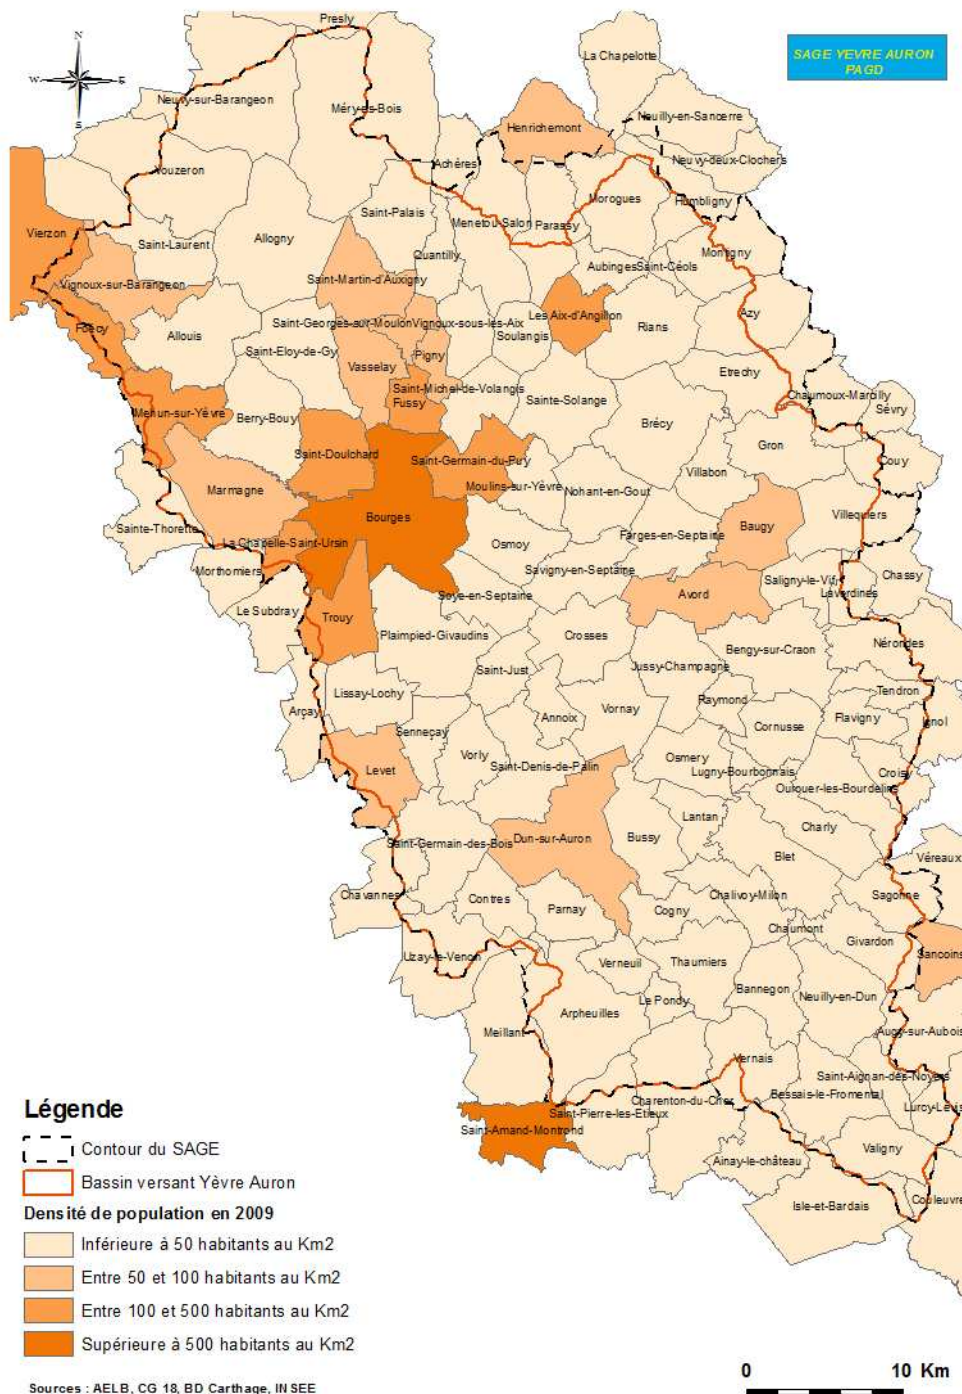 Presly
N
W E
S
SAGE YEVRE AURON
PAGD
La Chapelotte
Neuvy-sur-Barangeon
Méry-es-Bois
Henrichemont
Neuilly-en-Sancerre
Achères
Neuvy-deux-Clochers
Vouzeron
Morogues
Humbligny
Saint-Palais
Menetou-Salon
Parassy
Vierzon
Allogny
Saint-Laurent
Quantilly
Montigny
Aubinges
Saint-Céols
Vignoux-sur-Barangeon
Saint-Martin-d'Auxigny
Les Aix-d'Angillon
Azy
Foëcy
Allouis
Saint-Georges-sur-Moulon
Vignoux-sous-les-Aix
Soulangis
Rians
Saint-Eloy-de-Gy
Pigny
Vasselay
Etrechy
Saint-Michel-de-Volangis
Chaumoux-Marcilly
Mehun-sur-Yèvre
Berry-Bouy
Fussy
Sainte-Solange
Sévry
Brécy
Gron
Saint-Doulchard
Saint-Germain-du-Puy
Villabon
Couy
Marmagne
Moulins-sur-Yèvre
Nohant-en-Gout
Bourges
Villequiers
Sainte-Thorette
Baugy
La Chapelle-Saint-Ursin
Osmoy
Farges-en-Septaine
Morthomiers
Savigny-en-Septaine
Saligny-le-Vif
Chassy
Le Subdray
Soye-en-Septaine
Avord
Laverdines
Trouy
Plaimpied-Givaudins
Crosses
Nérondes
Bengy-sur-Craon
Saint-Just
Jussy-Champagne
Lissay-Lochy
Raymond
Tendron
Arçay
Annoix
Vornay
Flavigny
Ignol
Senneçay
Cornusse
Levet
Vorly
Saint-Denis-de-Palin
Osmery
Lugny-Bourbonnais
Croisy
Ourouer-les-Bourdelins
Lantan
Charly
Saint-Germain-des-Bois
Dun-sur-Auron
Bussy
Blet
Véreaux
Chavannes
Contres
Parnay
Cogny
Chalivoy-Milon
Sagonne
Chaumont
Givardon
Uzay-le-Venon
Verneuil
Thaumiers
Sancoins
Bannegon
Le Pondy
Neuilly-en-Dun
Meillant
Arpheuilles
Augy-sur-Aubois
Vernais
Saint-Aignan-des-Noyers
Bessais-le-Fromental
Charenton-du-Cher
Lurcy-Lévis
Saint-Pierre-les-Etieux
Saint-Amand-Montrond
Valigny
Ainay-le-château
Couleuvre
Isle-et-Bardais
Légende
Contour du SAGE
Bassin versant Yèvre Auron
Densité de population en 2009
Inférieure à 50 habitants au Km2
Entre 50 et 100 habitants au Km2
Entre 100 et 500 habitants au Km2
Supérieure à 500 habitants au Km2
0 10 Km
Sources : AELB, CG 18, BD Carthage, INSEE